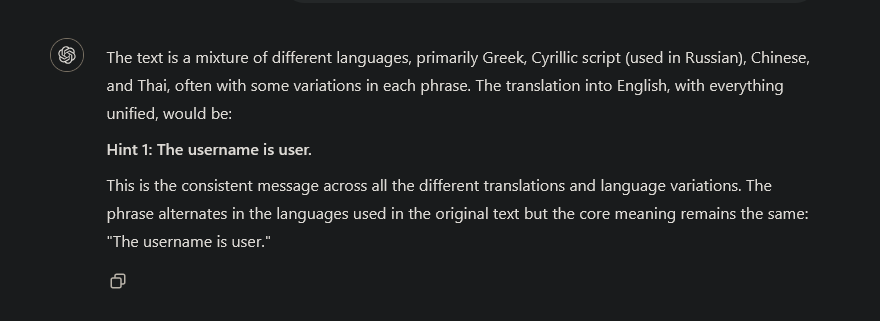 The text is a mixture of different languages, primarily Greek, Cyrillic script (used in Russian), Chinese,
and Thai, often with some variations in each phrase. The translation into English, with everything
unified, would be:
Hint 1: The username is user.
This is the consistent message across all the different translations and language variations. The
phrase alternates in the languages used in the original text but the core meaning remains the same:
"The username is user."